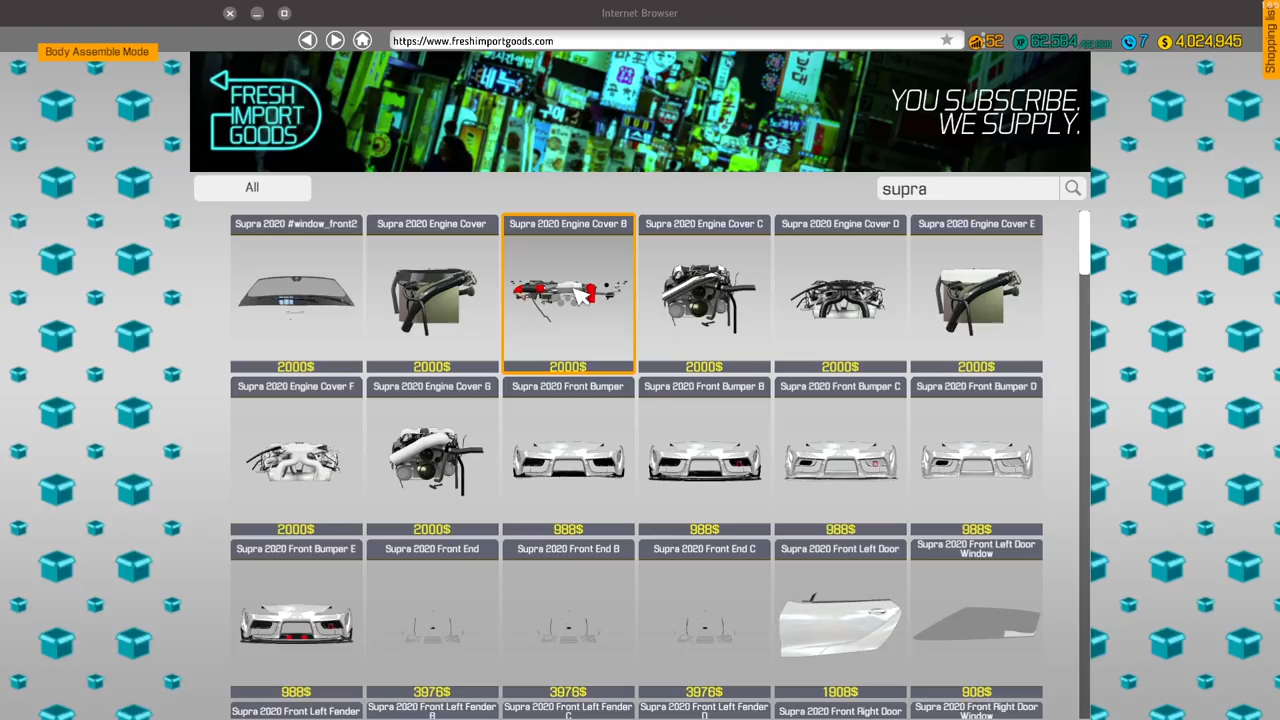 Internet Browser
https://www.freshimportgoods.com
52
62,584
7
4,024,945
Shopping list
Body Assemble Mode
FRESH
IMPORT
GOODS
YOU SUBSCRIBE,
WE SUPPLY.
All
supra
Supra 2020 #window_front2
Supra 2020 Engine Cover
Supra 2020 Engine Cover B
Supra 2020 Engine Cover C
Supra 2020 Engine Cover D
Supra 2020 Engine Cover E
2000$
2000$
2000$
2000$
2000$
2000$
Supra 2020 Engine Cover F
Supra 2020 Engine Cover G
Supra 2020 Front Bumper
Supra 2020 Front Bumper B
Supra 2020 Front Bumper C
Supra 2020 Front Bumper D
2000$
2000$
988$
988$
988$
988$
Supra 2020 Front Bumper E
Supra 2020 Front End
Supra 2020 Front End B
Supra 2020 Front End C
Supra 2020 Front Left Door
Supra 2020 Front Left Door
Window
988$
3976$
3976$
3976$
1908$
908$
Supra 2020 Front Left Fender
Supra 2020 Front Left Fender
B
Supra 2020 Front Left Fender
C
Supra 2020 Front Left Fender
D
Supra 2020 Front Right Door
Supra 2020 Front Right Door
Window